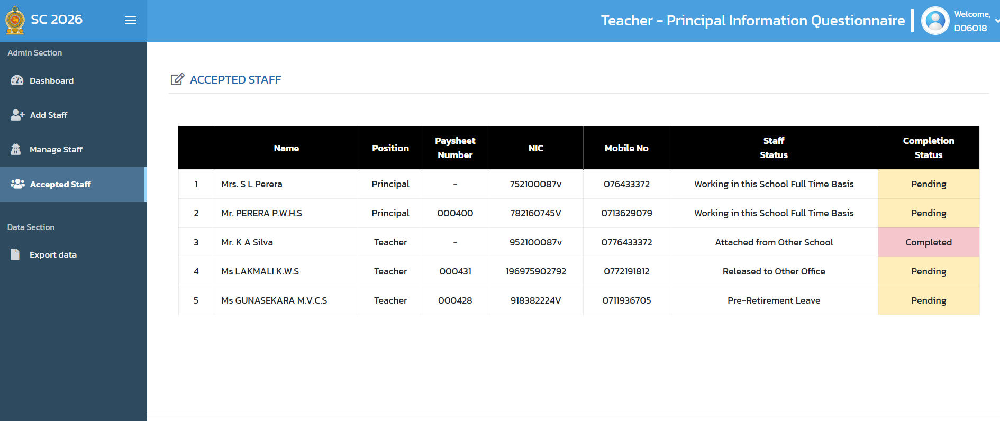 SC 2026
Teacher - Principal Information Questionnaire
Welcome,
D06018
Admin Section
Dashboard
Add Staff
Manage Staff
Accepted Staff
Data Section
Export data
ACCEPTED STAFF
Name Position Paysheet Number NIC Mobile No Staff Status Completion Status
1 Mrs. S L Perera Principal - 752100087v 076433372 Working in this School Full Time Basis Pending
2 Mr. PERERA P.W.H.S Principal 000400 782160745V 0713629079 Working in this School Full Time Basis Pending
3 Mr. K A Silva Teacher - 952100087v 0776433372 Attached from Other School Completed
4 Ms LAKMALI K.W.S Teacher 000431 196975902792 0772191812 Released to Other Office Pending
5 Ms GUNASEKARA M.V.C.S Teacher 000428 918382224V 0711936705 Pre-Retirement Leave Pending